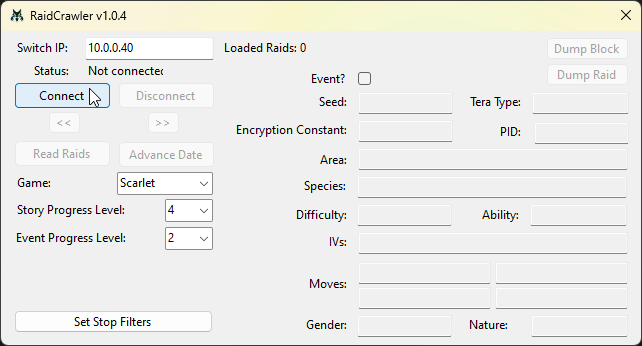 RaidCrawler v1.0.4
Switch IP: 10.0.0.40 Loaded Raids: 0 Dump Block
Status: Not connected Event? Dump Raid
Connect Disconnect Seed: Tera Type:
<< >> Encryption Constant: PID:
Read Raids Advance Date Area:
Game: Scarlet Species:
Story Progress Level: 4 Difficulty: Ability:
Event Progress Level: 2 IVs:
Moves:
Set Stop Filters Gender: Nature: